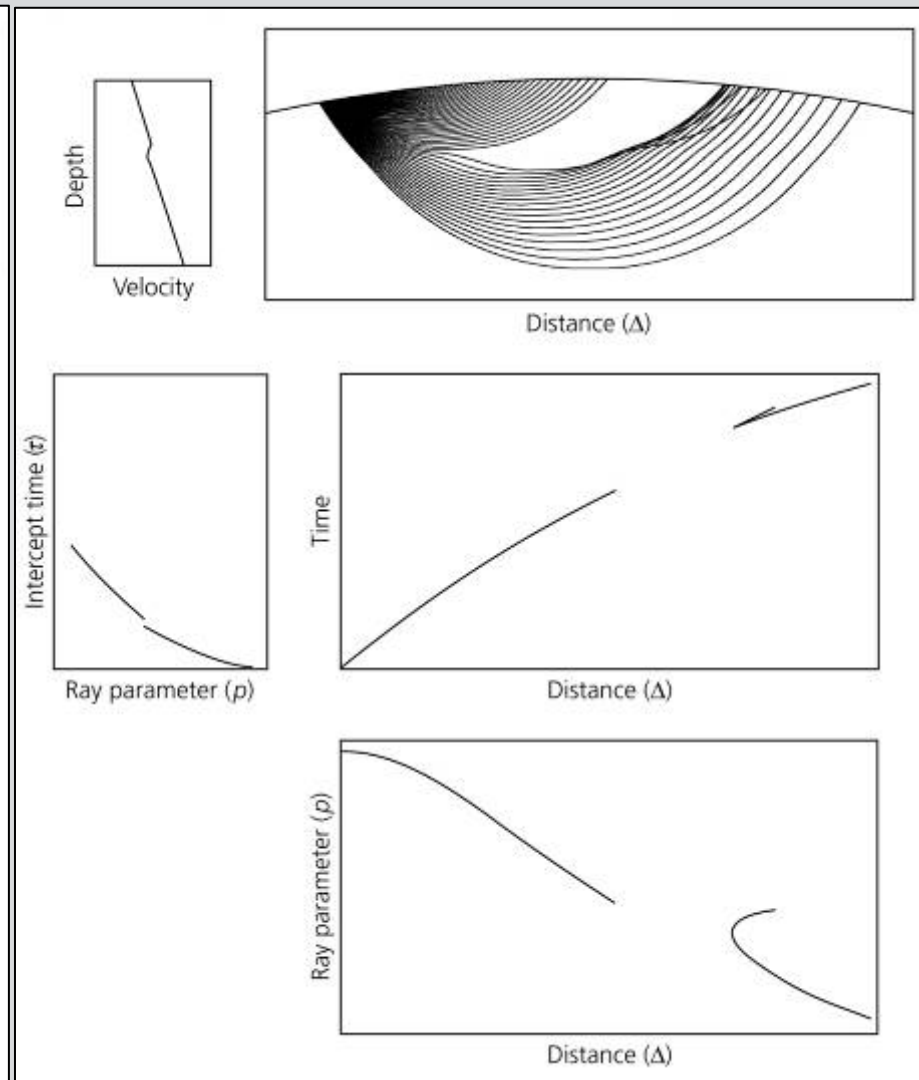 Depth
Velocity
Distance (Δ)
Intercept time (τ)
Ray parameter (p)
Time
Distance (Δ)
Ray parameter (p)
Distance (Δ)